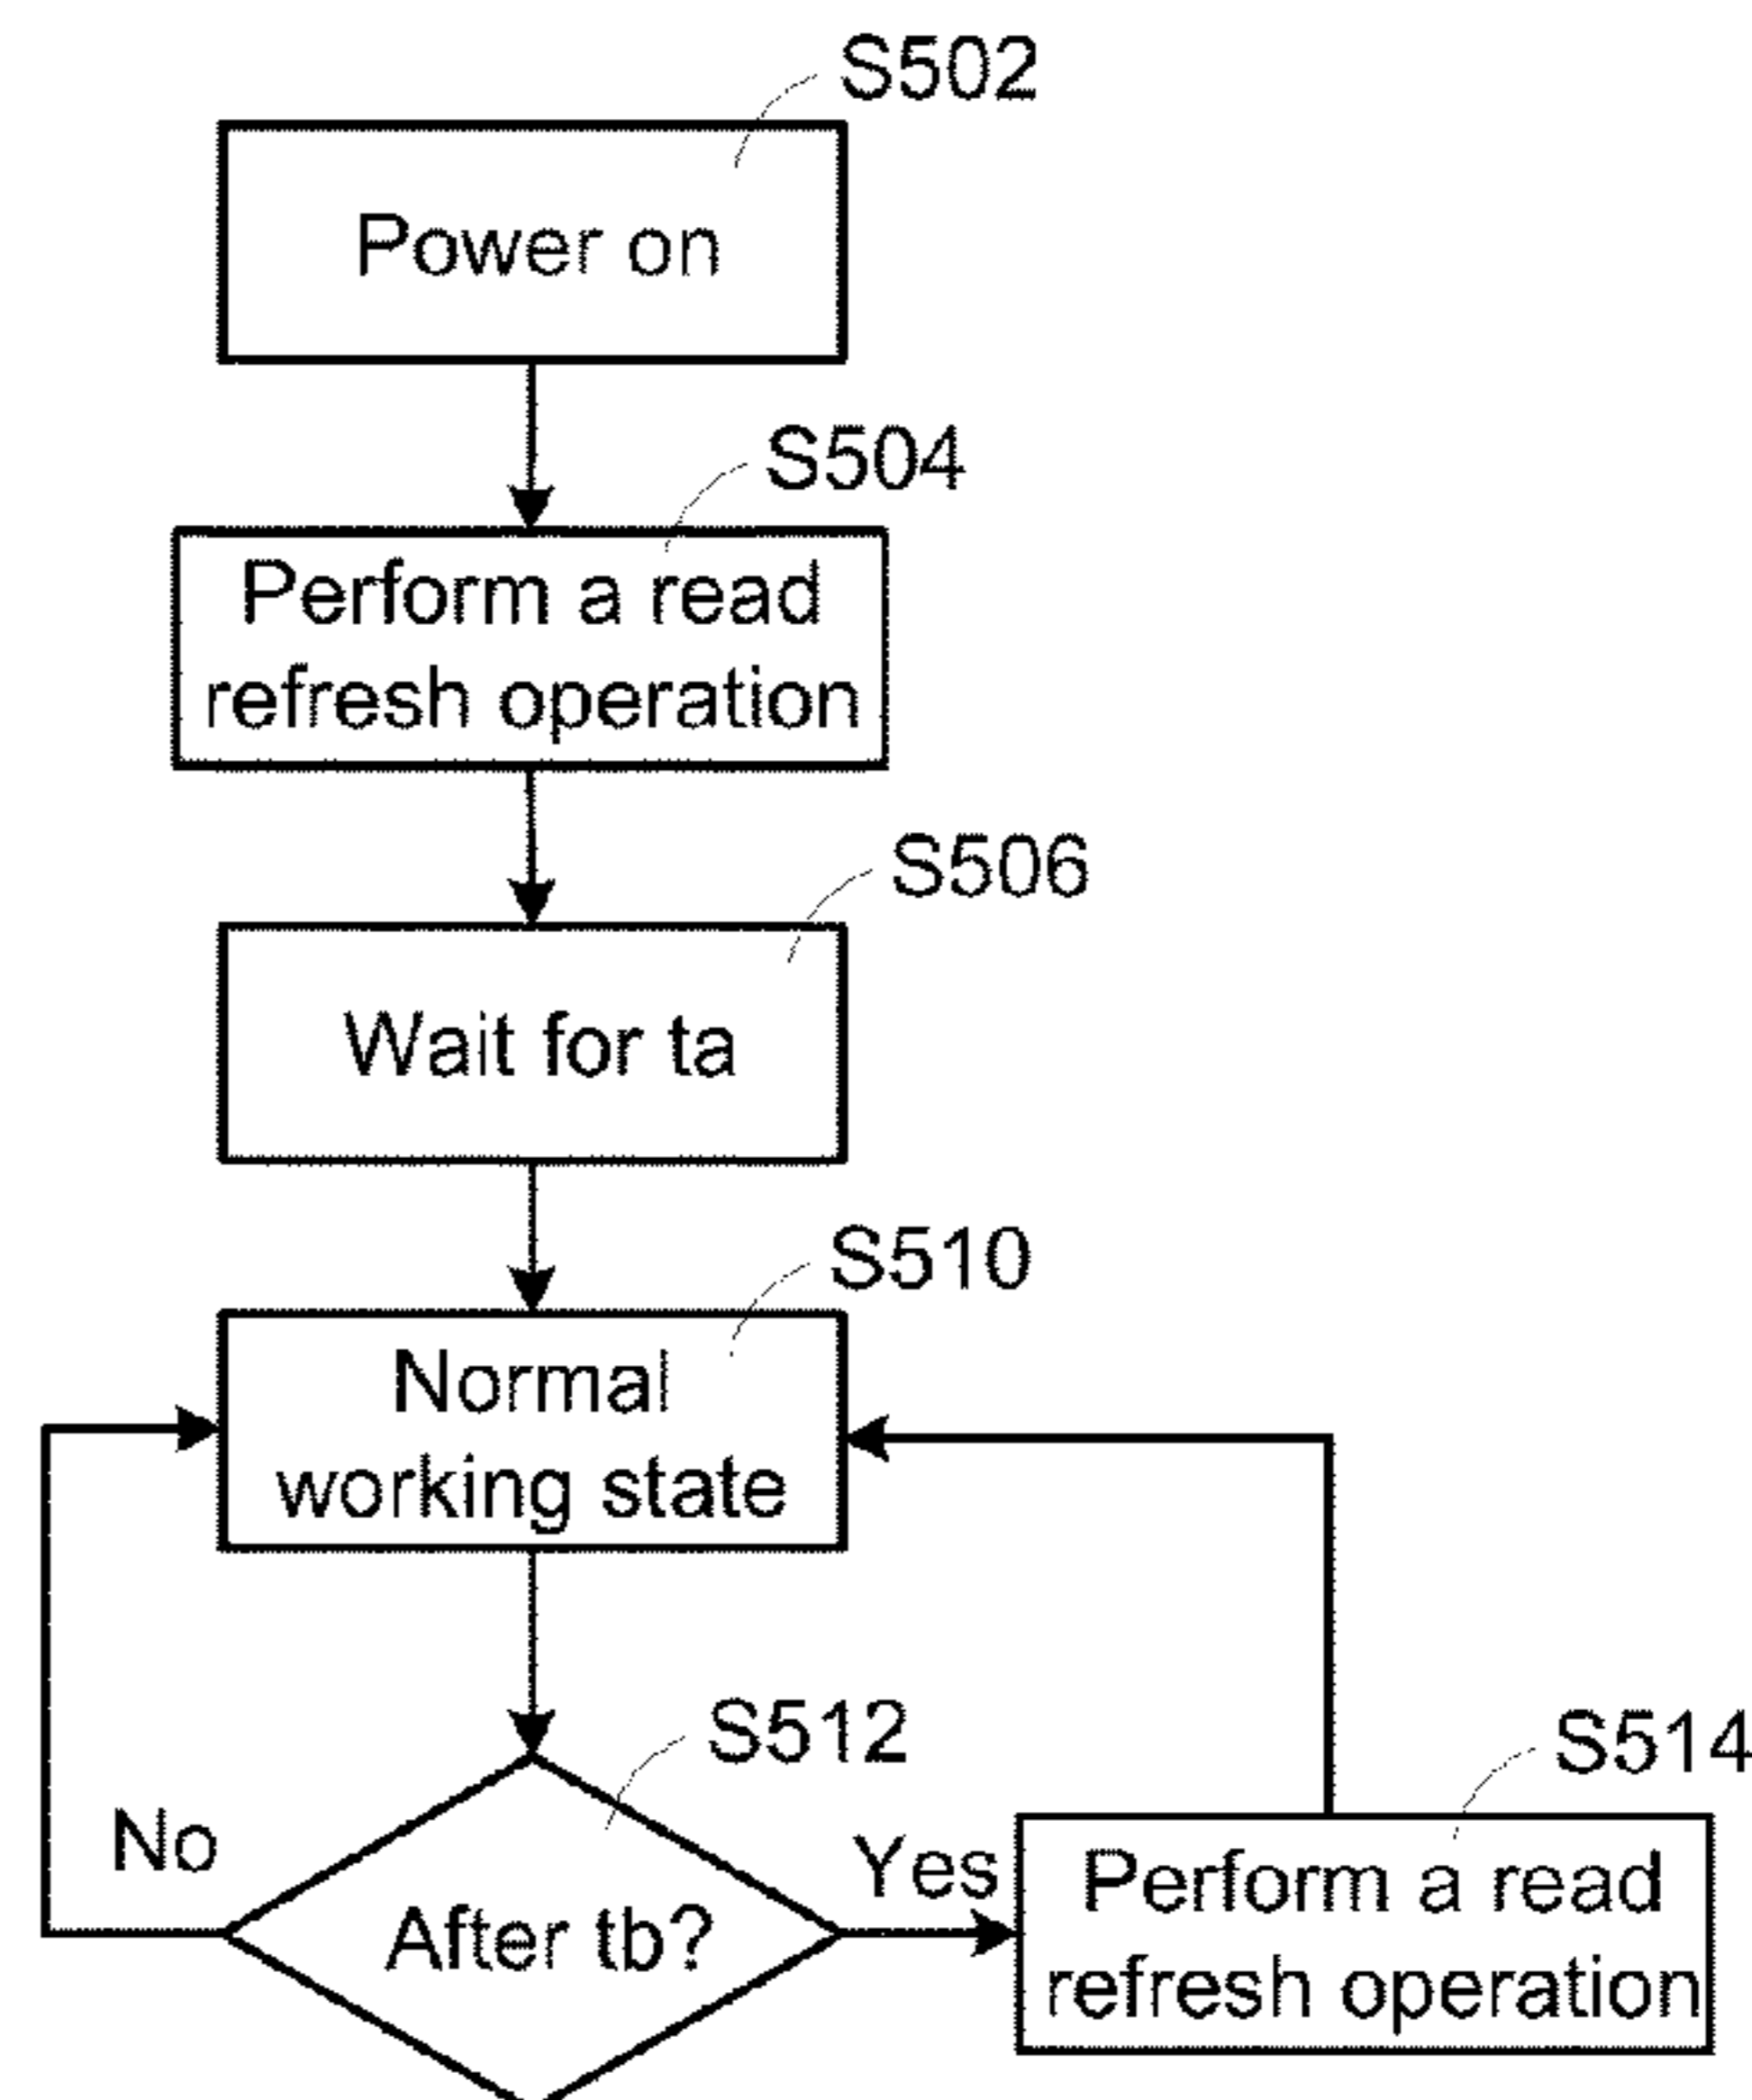 S502
Power on
S504
Perform a read
refresh operation
S506
Wait for ta
S510
Normal
working state
S512
S514
No
Yes
After tb?
Perform a read
refresh operation